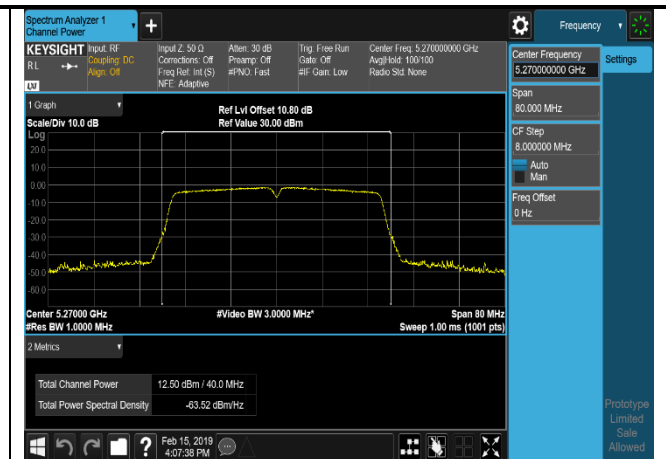 Spectrum Analyzer 1
Channel Power
Frequency
KEYSIGHT
R L
LXI
Input: RF
Coupling: DC
Align: Off
Input Z: 50 Ω
Corrections: Off
Freq Ref: Int (S)
NFE: Adaptive
Atten: 30 dB
Preamp: Off
#PNO: Fast
Trig: Free Run
Gate: Off
#IF Gain: Low
Center Freq: 5.270000000 GHz
Avg|Hold: 100/100
Radio Std: None
Center Frequency
5.270000000 GHz
Settings
Span
80.000 MHz
CF Step
8.000000 MHz
Auto
Man
Freq Offset
0 Hz
1 Graph
Scale/Div 10.0 dB
Ref Lvl Offset 10.80 dB
Ref Value 30.00 dBm
Log
20.0
10.0
0.00
-10.0
-20.0
-30.0
-40.0
-50.0
-60.0
Center 5.27000 GHz
#Res BW 1.0000 MHz
#Video BW 3.0000 MHz*
Span 80 MHz
Sweep 1.00 ms (1001 pts)
2 Metrics
Total Channel Power 12.50 dBm / 40.0 MHz
Total Power Spectral Density -63.52 dBm/Hz
Prototype
Limited
Sale
Allowed
?
Feb 15, 2019
4:07:38 PM